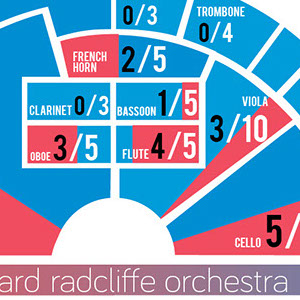 0/3
TROMBONE
0/4
FRENCH
HORN 2/5
CLARINET 0/3
BASSOON 1/5
VIOLA
3/10
OBOE 3/5
FLUTE 4/5
CELLO 5/
ard radcliffe orchestra